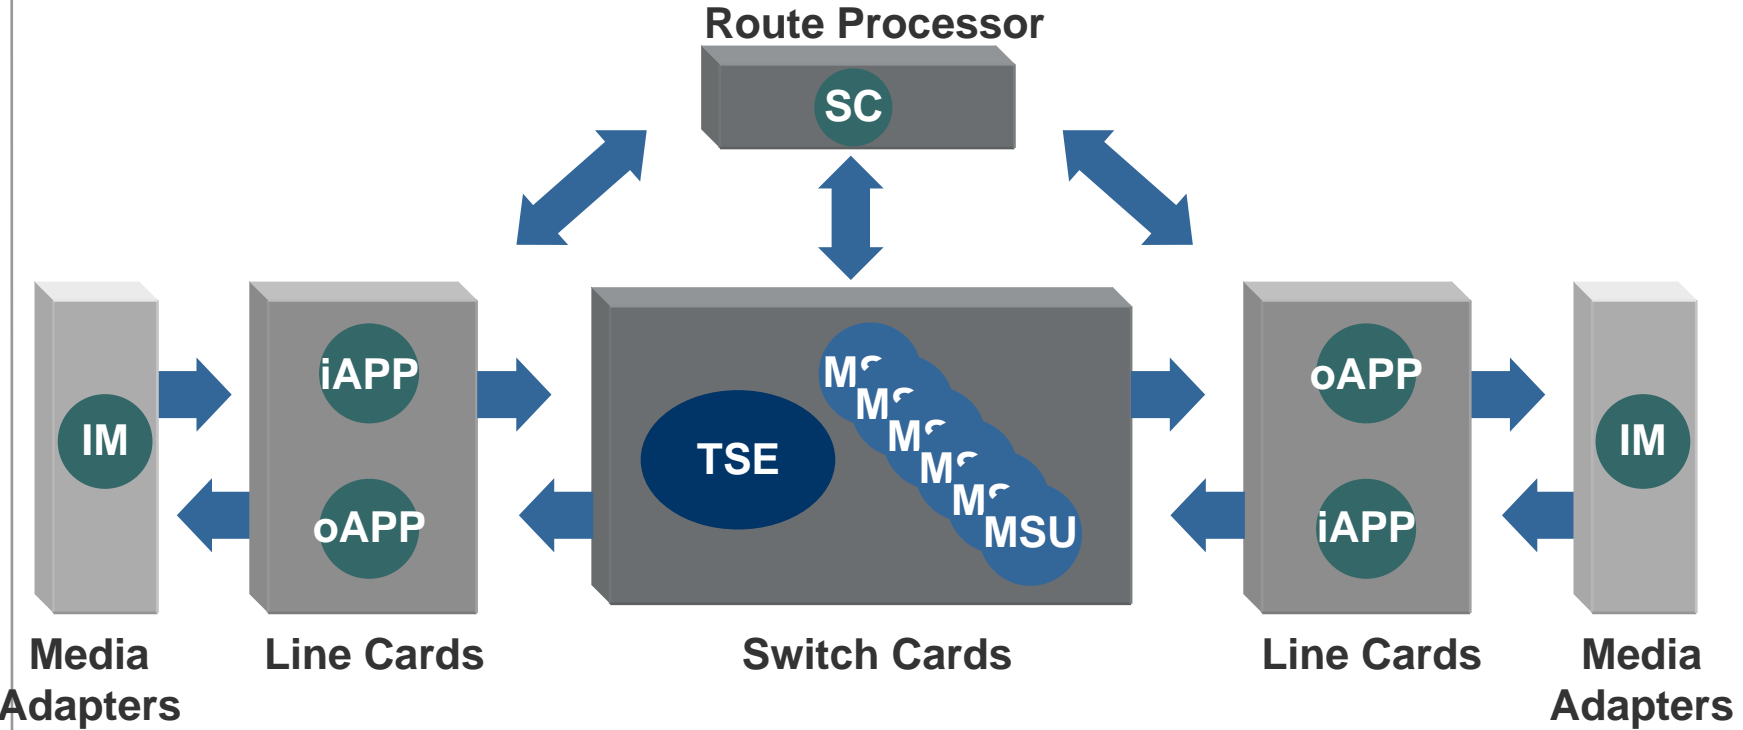 Route Processor
SC
iAPP
oAPP
IM
TSE
MSU
oAPP
iAPP
IM
Media
Adapters
Line Cards
Switch Cards
Line Cards
Media
Adapters